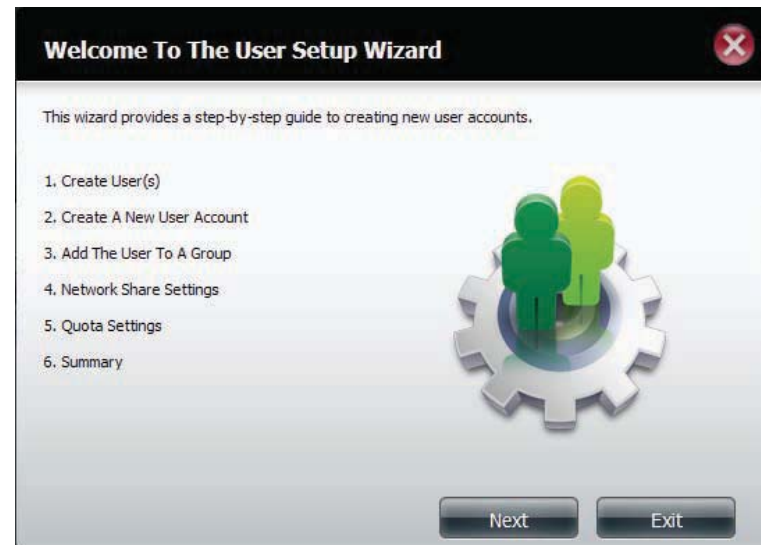 Welcome To The User Setup Wizard
This wizard provides a step-by-step guide to creating new user accounts.
1. Create User(s)
2. Create A New User Account
3. Add The User To A Group
4. Network Share Settings
5. Quota Settings
6. Summary
Next
Exit